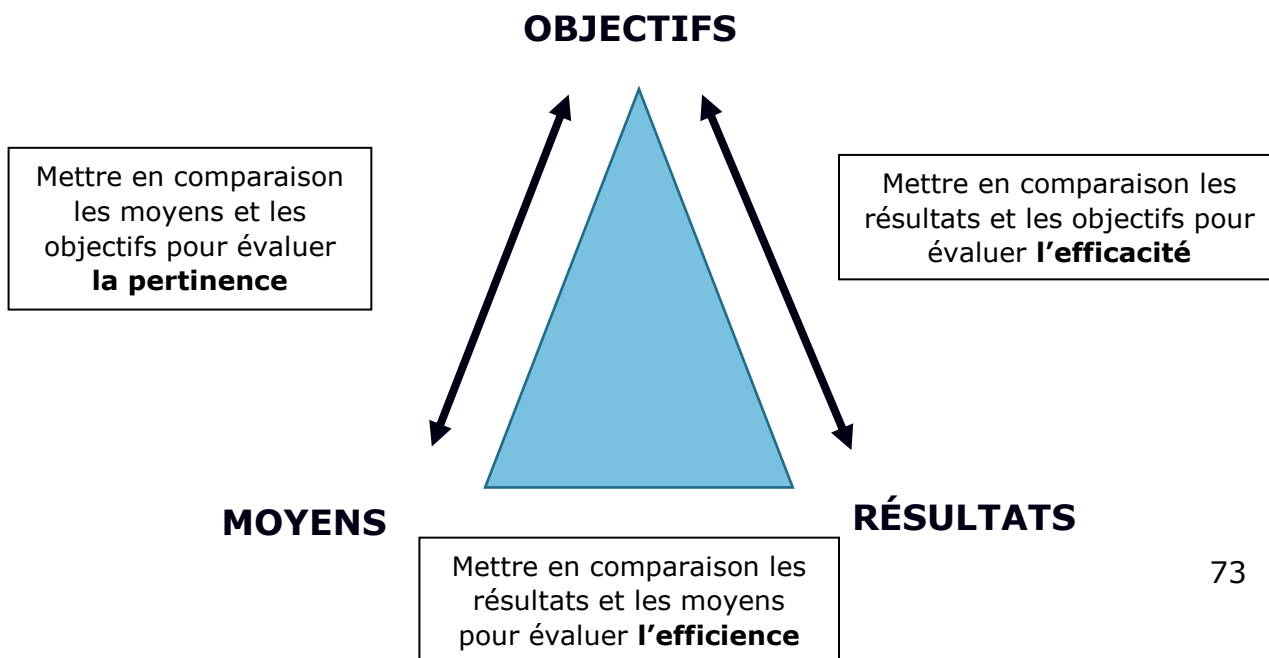 OBJECTIFS
Mettre en comparaison
les moyens et les
objectifs pour évaluer
la pertinence
Mettre en comparaison les
résultats et les objectifs pour
évaluer l’efficacité
MOYENS
RÉSULTATS
Mettre en comparaison les
résultats et les moyens
pour évaluer l’efficience
73